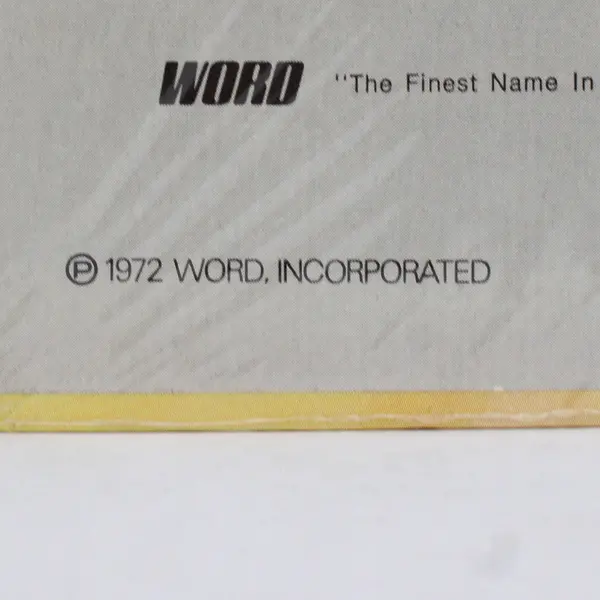 WORD "The Finest Name In
℗ 1972 WORD, INCORPORATED